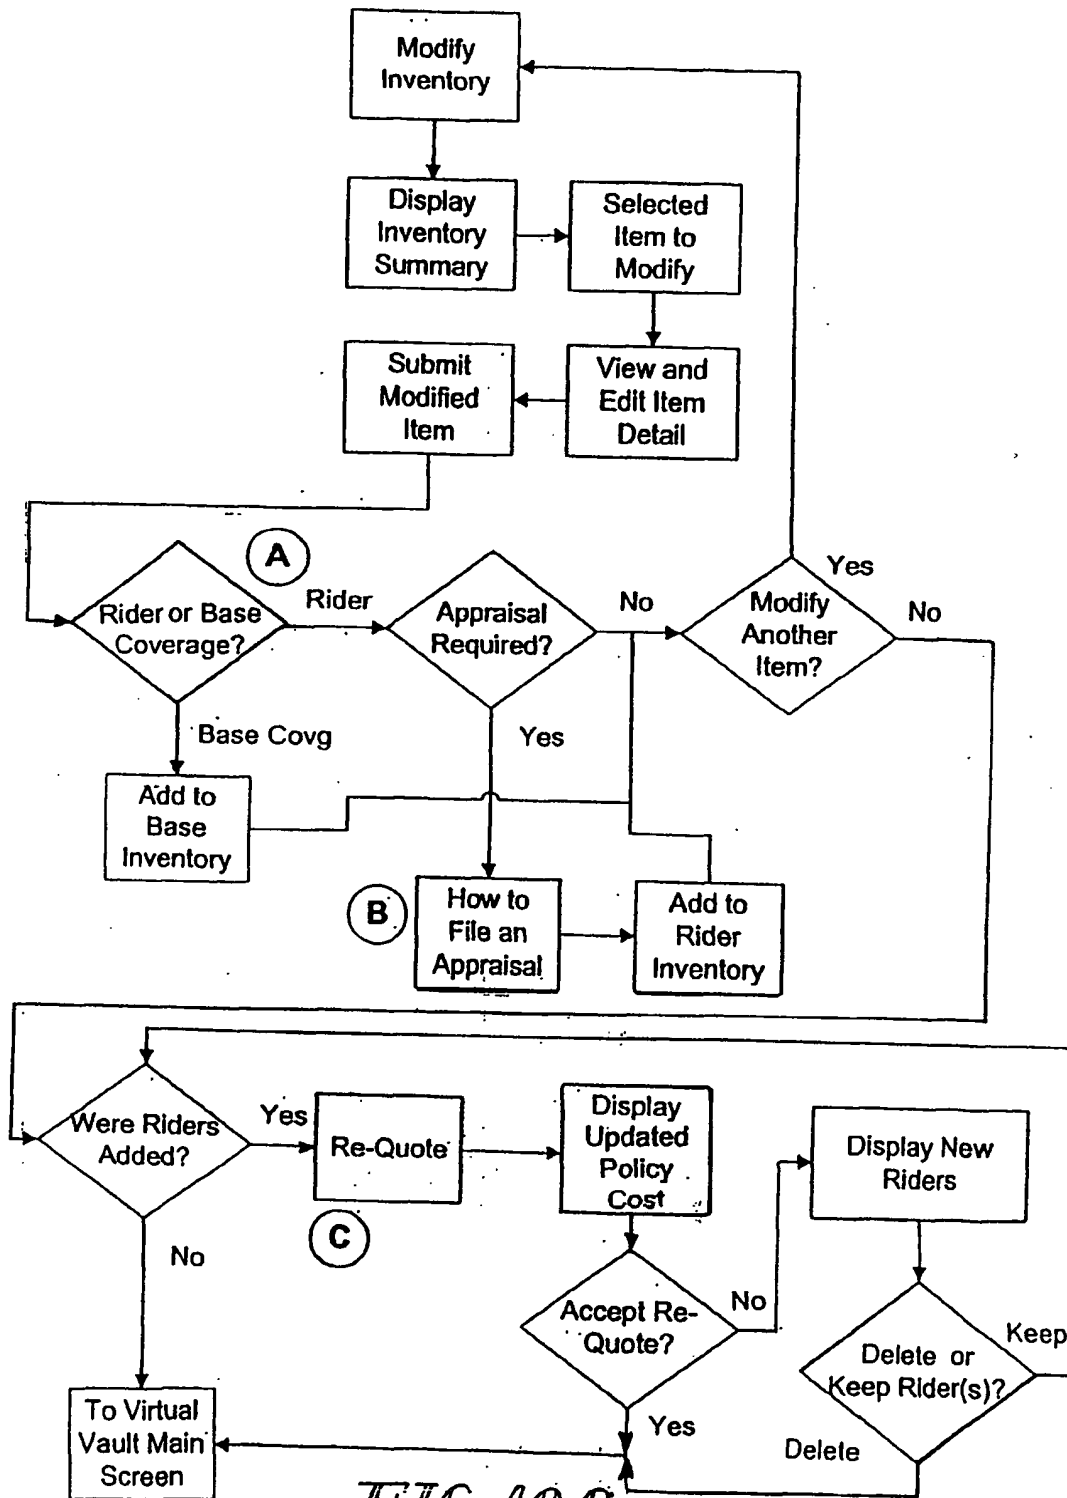 Modify
Inventory
Display
Inventory
Summary
Selected
Item to
Modify
Submit
Modified
Item
View and
Edit Item
Detail
A
Rider or Base
Coverage?
Rider
Appraisal
Required?
No
Modify
Another
Item?
Yes
No
Base Covg
Yes
Add to
Base
Inventory
B
How to
File an
Appraisal
Add to
Rider
Inventory
Were Riders
Added?
Yes
Re-Quote
Display
Updated
Policy
Cost
Display New
Riders
C
No
Accept Re-
Quote?
No
Delete or
Keep Rider(s)?
Keep
Yes
Delete
To Virtual
Vault Main
Screen